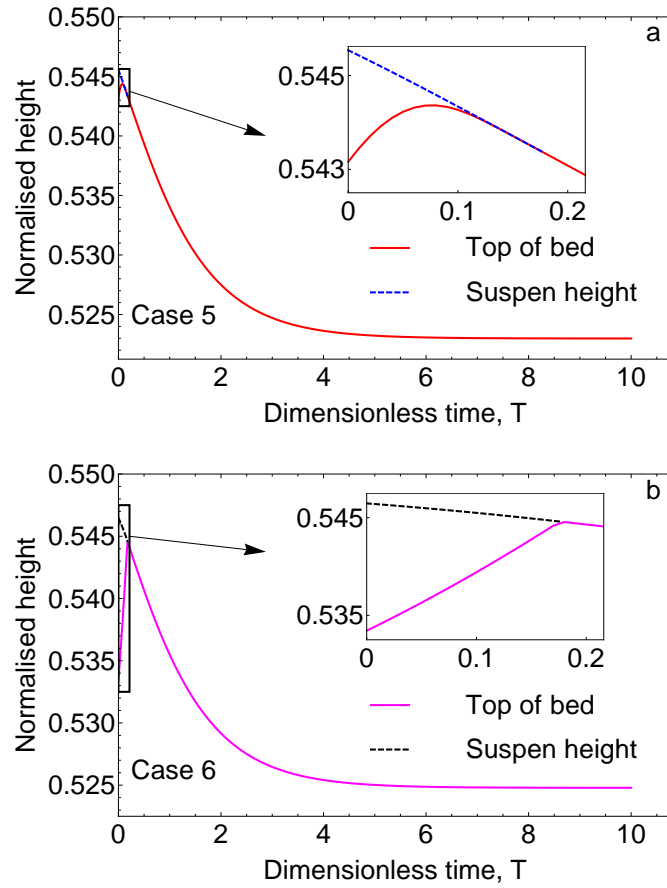 a
0.550
0.545
0.540
0.535
0.530
0.525
Normalised height
0.545
0.543
0 0.1 0.2
Top of bed
Suspen height
Case 5
0 2 4 6 8 10
Dimensionless time, T
b
0.550
0.545
0.540
0.535
0.530
0.525
Normalised height
0.545
0.535
0 0.1 0.2
Top of bed
Suspen height
Case 6
0 2 4 6 8 10
Dimensionless time, T